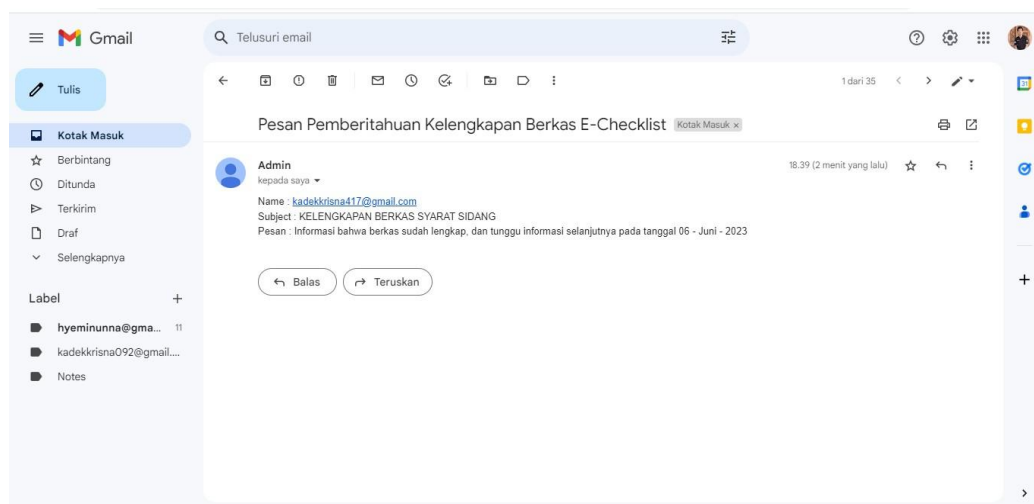 Gmail
Telusuri email
Tulis
1 dari 35
Kotak Masuk
Berbintang
Ditunda
Terkirim
Draf
Selengkapnya
Label
hyeminunna@gma... 11
kadekkrisna092@gmail....
Notes
Pesan Pemberitahuan Kelengkapan Berkas E-Checklist Kotak Masuk ×
Admin
18.39 (2 menit yang lalu)
kepada saya
Name : kadekkrisna417@gmail.com
Subject : KELENGKAPAN BERKAS SYARAT SIDANG
Pesan : Informasi bahwa berkas sudah lengkap, dan tunggu informasi selanjutnya pada tanggal 06 - Juni - 2023
Balas
Teruskan
31